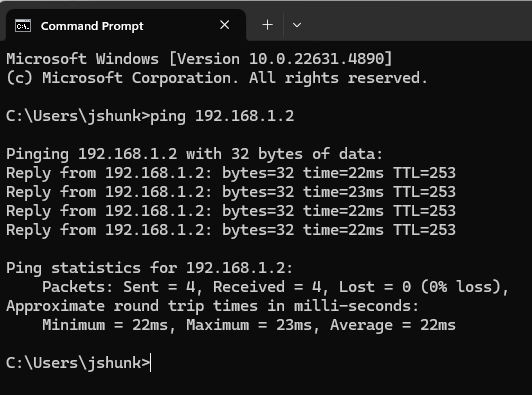 Command Prompt
Microsoft Windows [Version 10.0.22631.4890]
(c) Microsoft Corporation. All rights reserved.
C:\Users\jshunk>ping 192.168.1.2
Pinging 192.168.1.2 with 32 bytes of data:
Reply from 192.168.1.2: bytes=32 time=22ms TTL=253
Reply from 192.168.1.2: bytes=32 time=23ms TTL=253
Reply from 192.168.1.2: bytes=32 time=22ms TTL=253
Reply from 192.168.1.2: bytes=32 time=22ms TTL=253
Ping statistics for 192.168.1.2:
    Packets: Sent = 4, Received = 4, Lost = 0 (0% loss),
Approximate round trip times in milli-seconds:
    Minimum = 22ms, Maximum = 23ms, Average = 22ms
C:\Users\jshunk>